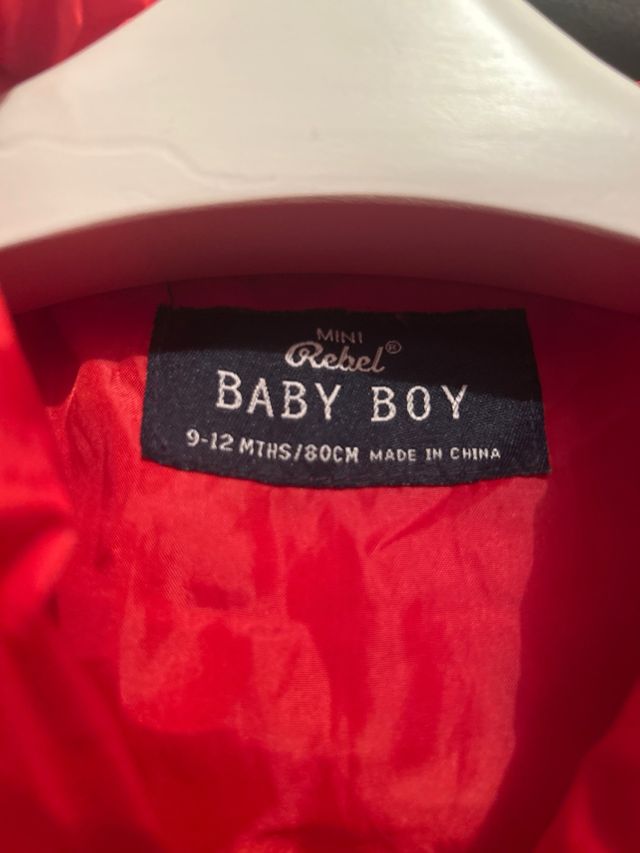 MINI
Rebel®
BABY BOY
9-12 MTHS/80CM MADE IN CHINA